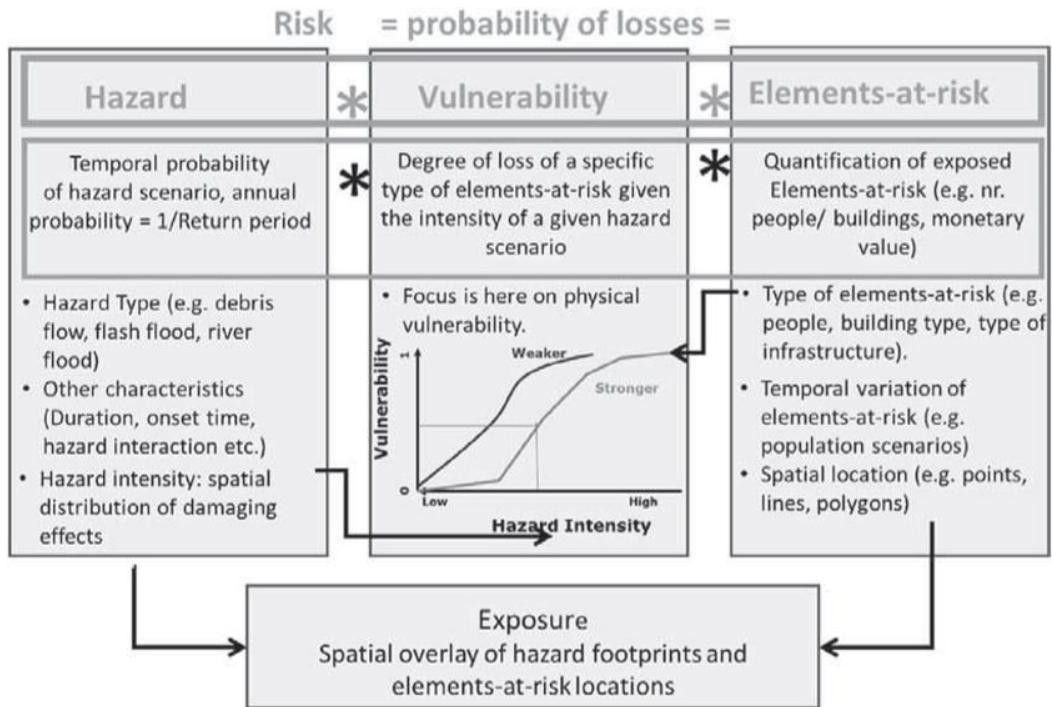 Risk = probability of losses =
Hazard * Vulnerability * Elements-at-risk
Temporal probability
of hazard scenario, annual
probability = 1/Return period
*
Degree of loss of a specific
type of elements-at-risk given
the intensity of a given hazard
scenario
*
Quantification of exposed
Elements-at-risk (e.g. nr.
people/ buildings, monetary
value)
• Hazard Type (e.g. debris
flow, flash flood, river
flood)
• Other characteristics
(Duration, onset time,
hazard interaction etc.)
• Hazard intensity: spatial
distribution of damaging
effects
• Focus is here on physical
vulnerability.
Vulnerability
1
0
Weaker
Stronger
Low
High
Hazard Intensity
• Type of elements-at-risk (e.g.
people, building type, type of
infrastructure).
• Temporal variation of
elements-at-risk (e.g.
population scenarios)
• Spatial location (e.g. points,
lines, polygons)
Exposure
Spatial overlay of hazard footprints and
elements-at-risk locations